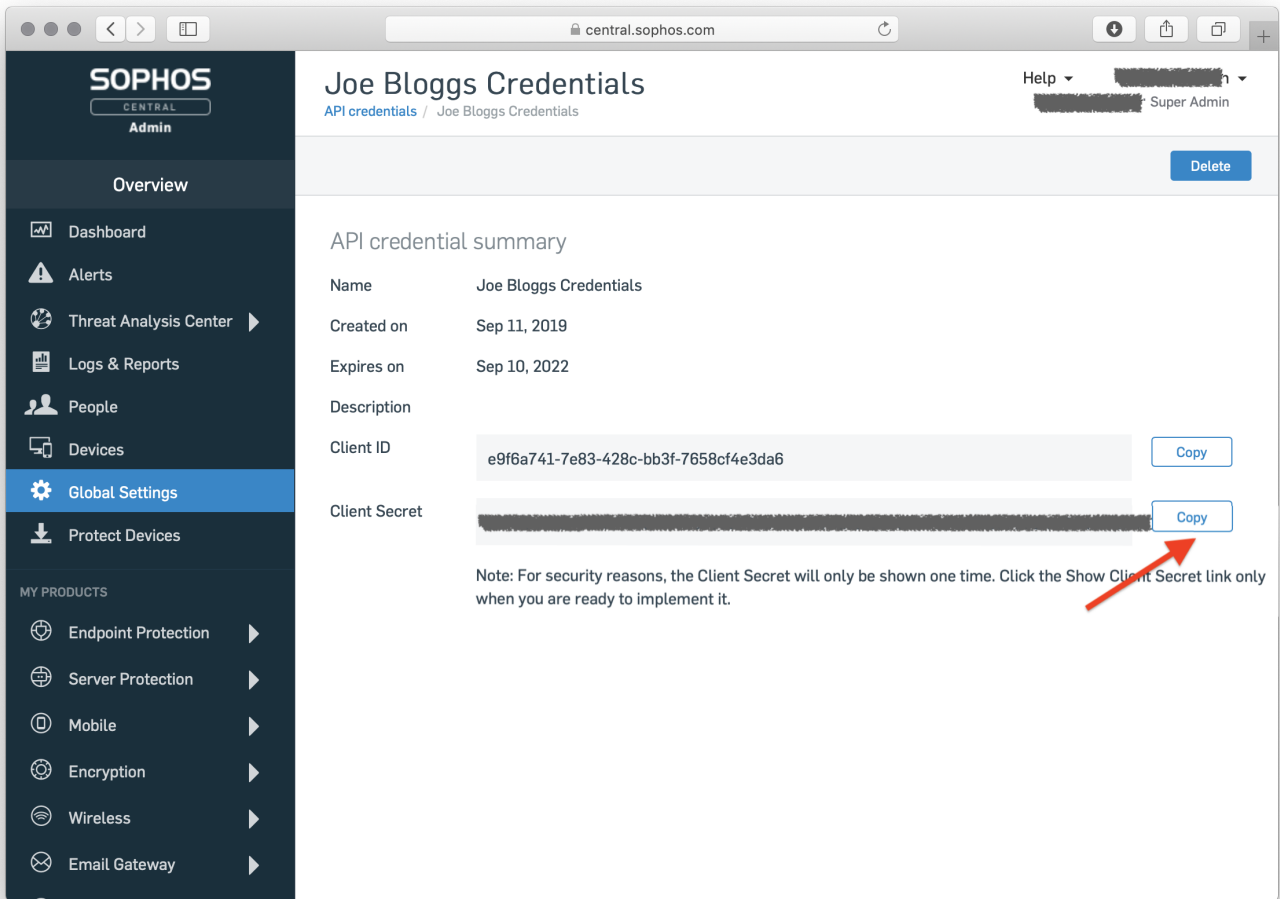 central.sophos.com
SOPHOS
CENTRAL
Admin
Overview
Dashboard
Alerts
Threat Analysis Center
Logs & Reports
People
Devices
Global Settings
Protect Devices
MY PRODUCTS
Endpoint Protection
Server Protection
Mobile
Encryption
Wireless
Email Gateway
Joe Bloggs Credentials
API credentials / Joe Bloggs Credentials
Help
Super Admin
Delete
API credential summary
Name Joe Bloggs Credentials
Created on Sep 11, 2019
Expires on Sep 10, 2022
Description
Client ID e9f6a741-7e83-428c-bb3f-7658cf4e3da6 Copy
Client Secret Copy
Note: For security reasons, the Client Secret will only be shown one time. Click the Show Client Secret link only
when you are ready to implement it.